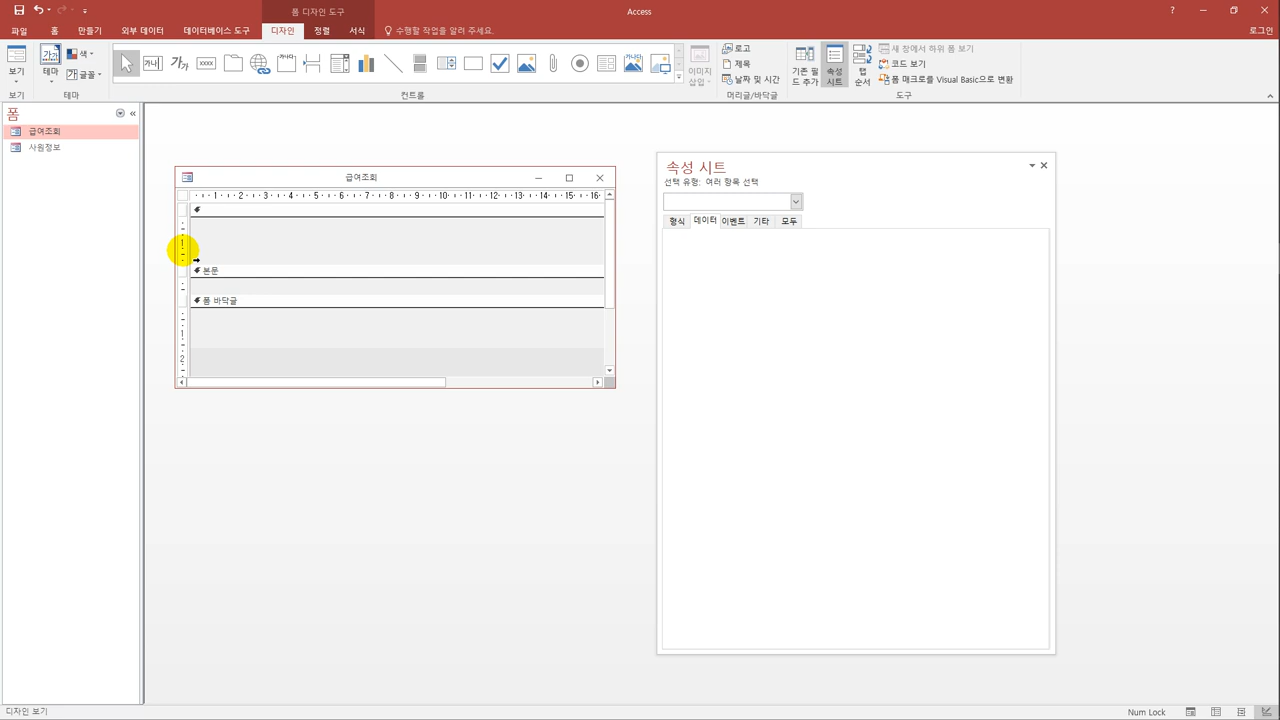 폼 디자인 도구
Access
?
파일 홈 만들기 외부 데이터 데이터베이스 도구 디자인 정렬 서식 수행할 작업을 알려 주세요. 로그인
보기
테마
색
글꼴
가나
가가
xxxx
이미지
삽입
로고
제목
날짜 및 시간
기존 필
드 추가
속성
시트
탭
순서
새 창에서 하위 폼 보기
코드 보기
폼 매크로를 Visual Basic으로 변환
보기 테마 컨트롤 머리글/바닥글 도구
폼
급여조회
사원정보
급여조회
1 2 3 4 5 6 7 8 9 10 11 12 13 14 15 16
1
본문
폼 바닥글
1
2
속성 시트
선택 유형: 여러 항목 선택
형식 데이터 이벤트 기타 모두
디자인 보기
Num Lock